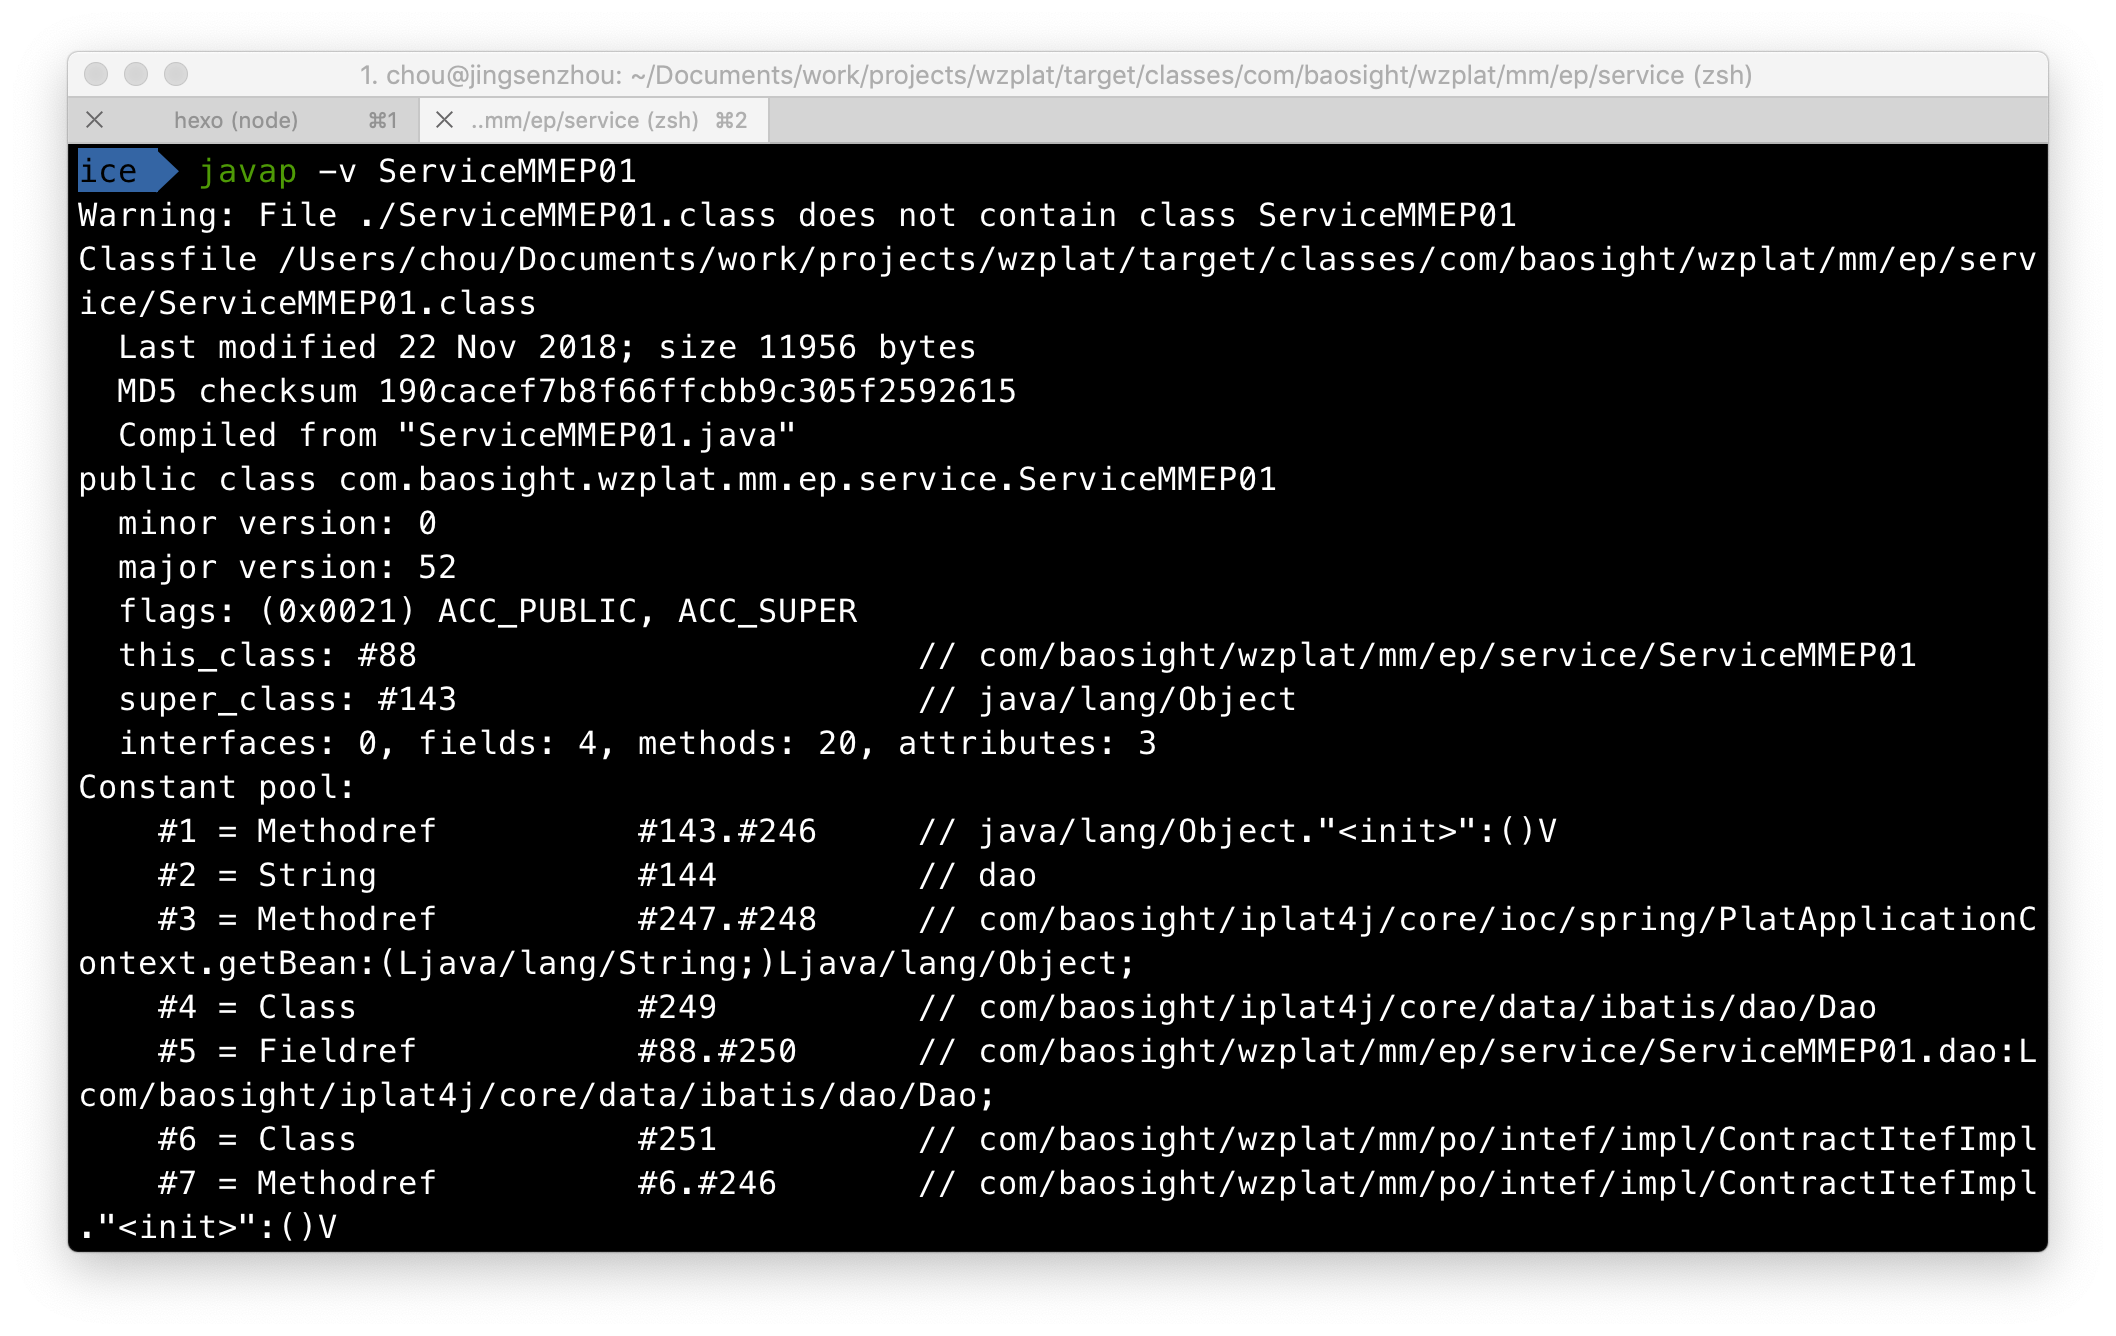 1. chou@jingsenzhou: ~/Documents/work/projects/wzplat/target/classes/com/baosight/wzplat/mm/ep/service (zsh)
hexo (node) ⌘1 ..mm/ep/service (zsh) ⌘2
ice javap -v ServiceMMEP01
Warning: File ./ServiceMMEP01.class does not contain class ServiceMMEP01
Classfile /Users/chou/Documents/work/projects/wzplat/target/classes/com/baosight/wzplat/mm/ep/serv
ice/ServiceMMEP01.class
  Last modified 22 Nov 2018; size 11956 bytes
  MD5 checksum 190cacef7b8f66ffcbb9c305f2592615
  Compiled from "ServiceMMEP01.java"
public class com.baosight.wzplat.mm.ep.service.ServiceMMEP01
  minor version: 0
  major version: 52
  flags: (0x0021) ACC_PUBLIC, ACC_SUPER
  this_class: #88                         // com/baosight/wzplat/mm/ep/service/ServiceMMEP01
  super_class: #143                       // java/lang/Object
  interfaces: 0, fields: 4, methods: 20, attributes: 3
Constant pool:
    #1 = Methodref          #143.#246     // java/lang/Object."<init>":()V
    #2 = String             #144          // dao
    #3 = Methodref          #247.#248     // com/baosight/iplat4j/core/ioc/spring/PlatApplicationC
ontext.getBean:(Ljava/lang/String;)Ljava/lang/Object;
    #4 = Class              #249          // com/baosight/iplat4j/core/data/ibatis/dao/Dao
    #5 = Fieldref           #88.#250      // com/baosight/wzplat/mm/ep/service/ServiceMMEP01.dao:L
com/baosight/iplat4j/core/data/ibatis/dao/Dao;
    #6 = Class              #251          // com/baosight/wzplat/mm/po/intef/impl/ContractItefImpl
    #7 = Methodref          #6.#246       // com/baosight/wzplat/mm/po/intef/impl/ContractItefImpl
."<init>":()V